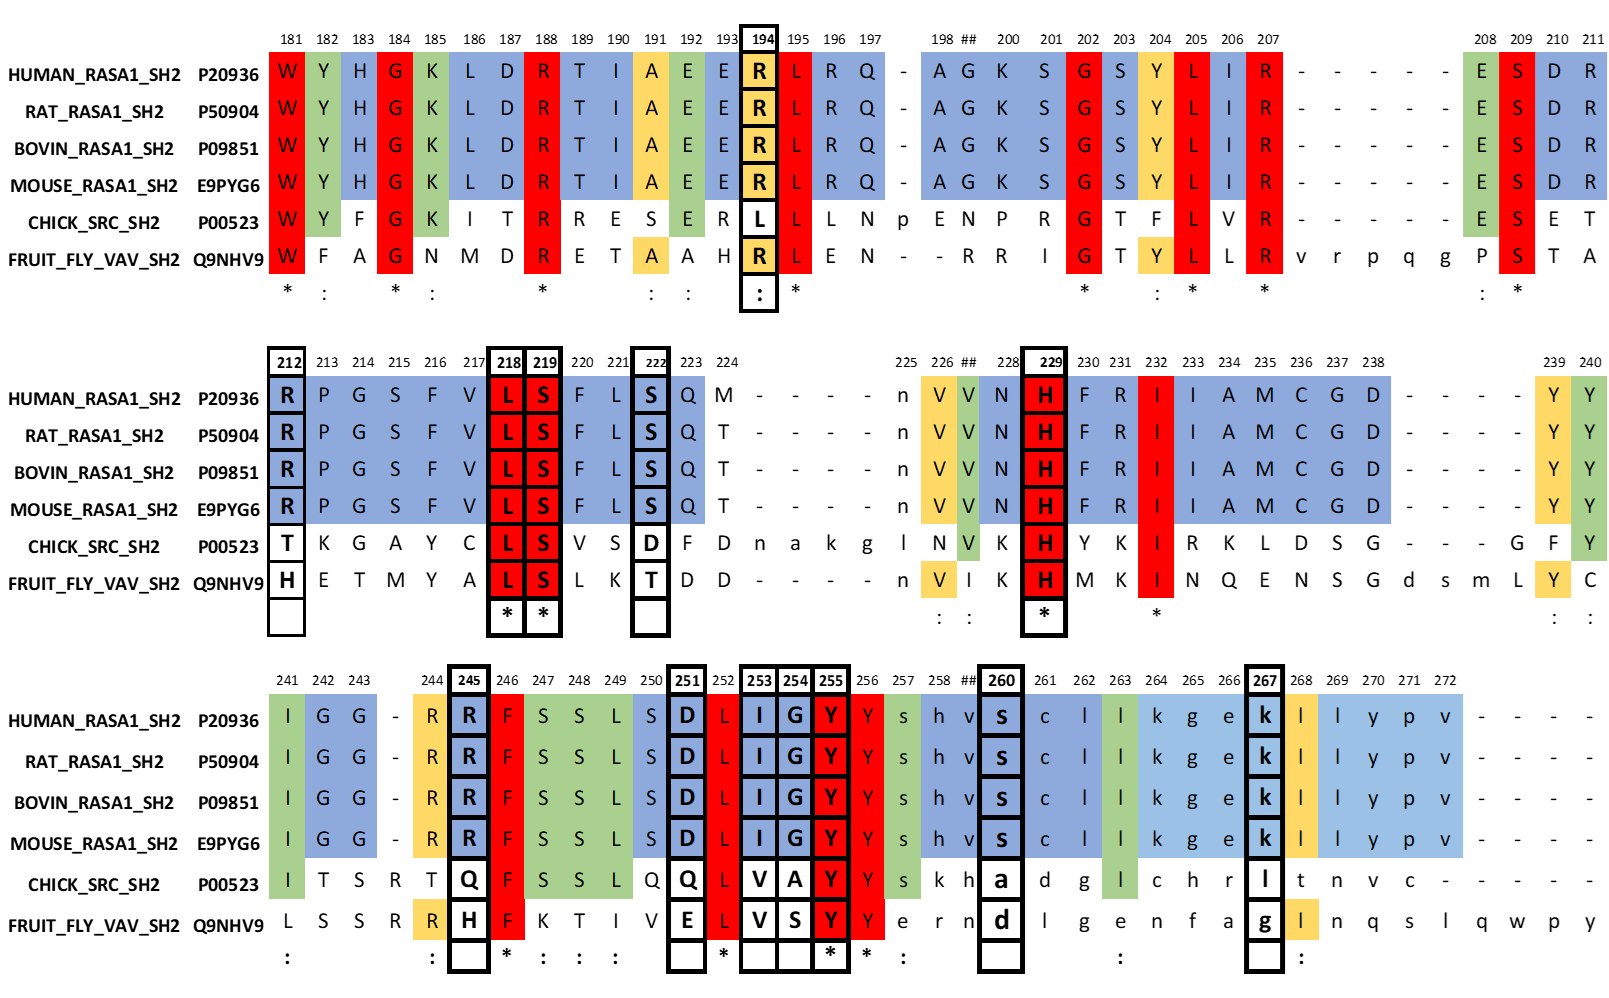 181 182 183 184 185 186 187 188 189 190 191 192 193 194 195 196 197 198 ## 200 201 202 203 204 205 206 207 208 209 210 211
HUMAN_RASA1_SH2 P20936 W Y H G K L D R T I A E E R L R Q - A G K S G S Y L I R - - - - - E S D R
RAT_RASA1_SH2 P50904 W Y H G K L D R T I A E E R L R Q - A G K S G S Y L I R - - - - - E S D R
BOVIN_RASA1_SH2 P09851 W Y H G K L D R T I A E E R L R Q - A G K S G S Y L I R - - - - - E S D R
MOUSE_RASA1_SH2 E9PYG6 W Y H G K L D R T I A E E R L R Q - A G K S G S Y L I R - - - - - E S D R
CHICK_SRC_SH2 P00523 W Y F G K I T R R E S E R L L L N p E N P R G T F L V R - - - - - E S E T
FRUIT_FLY_VAV_SH2 Q9NHV9 W F A G N M D R E T A A H R L E N - - R R I G T Y L L R v r p q g P S T A
* : * : * : : : * * : * * : *
212 213 214 215 216 217 218 219 220 221 222 223 224 225 226 ## 228 229 230 231 232 233 234 235 236 237 238 239 240
HUMAN_RASA1_SH2 P20936 R P G S F V L S F L S Q M - - - - n V V N H F R I I A M C G D - - - - Y Y
RAT_RASA1_SH2 P50904 R P G S F V L S F L S Q T - - - - n V V N H F R I I A M C G D - - - - Y Y
BOVIN_RASA1_SH2 P09851 R P G S F V L S F L S Q T - - - - n V V N H F R I I A M C G D - - - - Y Y
MOUSE_RASA1_SH2 E9PYG6 R P G S F V L S F L S Q T - - - - n V V N H F R I I A M C G D - - - - Y Y
CHICK_SRC_SH2 P00523 T K G A Y C L S V S D F D n a k g l N V K H Y K I R K L D S G - - - G F Y
FRUIT_FLY_VAV_SH2 Q9NHV9 H E T M Y A L S L K T D D - - - - n V I K H M K I N Q E N S G d s m L Y C
* * : : * * : :
241 242 243 244 245 246 247 248 249 250 251 252 253 254 255 256 257 258 ## 260 261 262 263 264 265 266 267 268 269 270 271 272
HUMAN_RASA1_SH2 P20936 I G G - R R F S S L S D L I G Y Y s h v s c l l k g e k l l y p v - - - -
RAT_RASA1_SH2 P50904 I G G - R R F S S L S D L I G Y Y s h v s c l l k g e k l l y p v - - - -
BOVIN_RASA1_SH2 P09851 I G G - R R F S S L S D L I G Y Y s h v s c l l k g e k l l y p v - - - -
MOUSE_RASA1_SH2 E9PYG6 I G G - R R F S S L S D L I G Y Y s h v s c l l k g e k l l y p v - - - -
CHICK_SRC_SH2 P00523 I T S R T Q F S S L Q Q L V A Y Y s k h a d g l c h r l t n v c - - - - -
FRUIT_FLY_VAV_SH2 Q9NHV9 L S S R R H F K T I V E L V S Y Y e r n d l g e n f a g l n q s l q w p y
: : * : : : * * * : : :